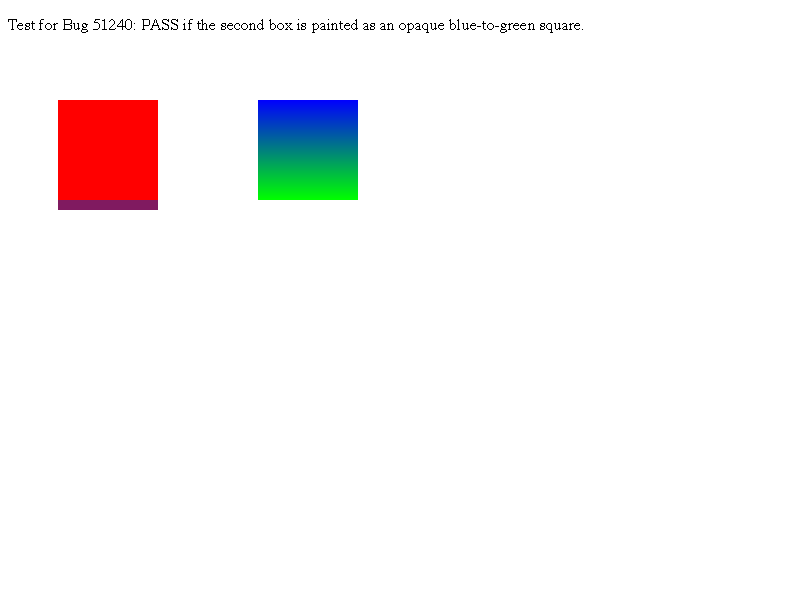 Test for Bug 51240: PASS if the second box is painted as an opaque blue-to-green square.